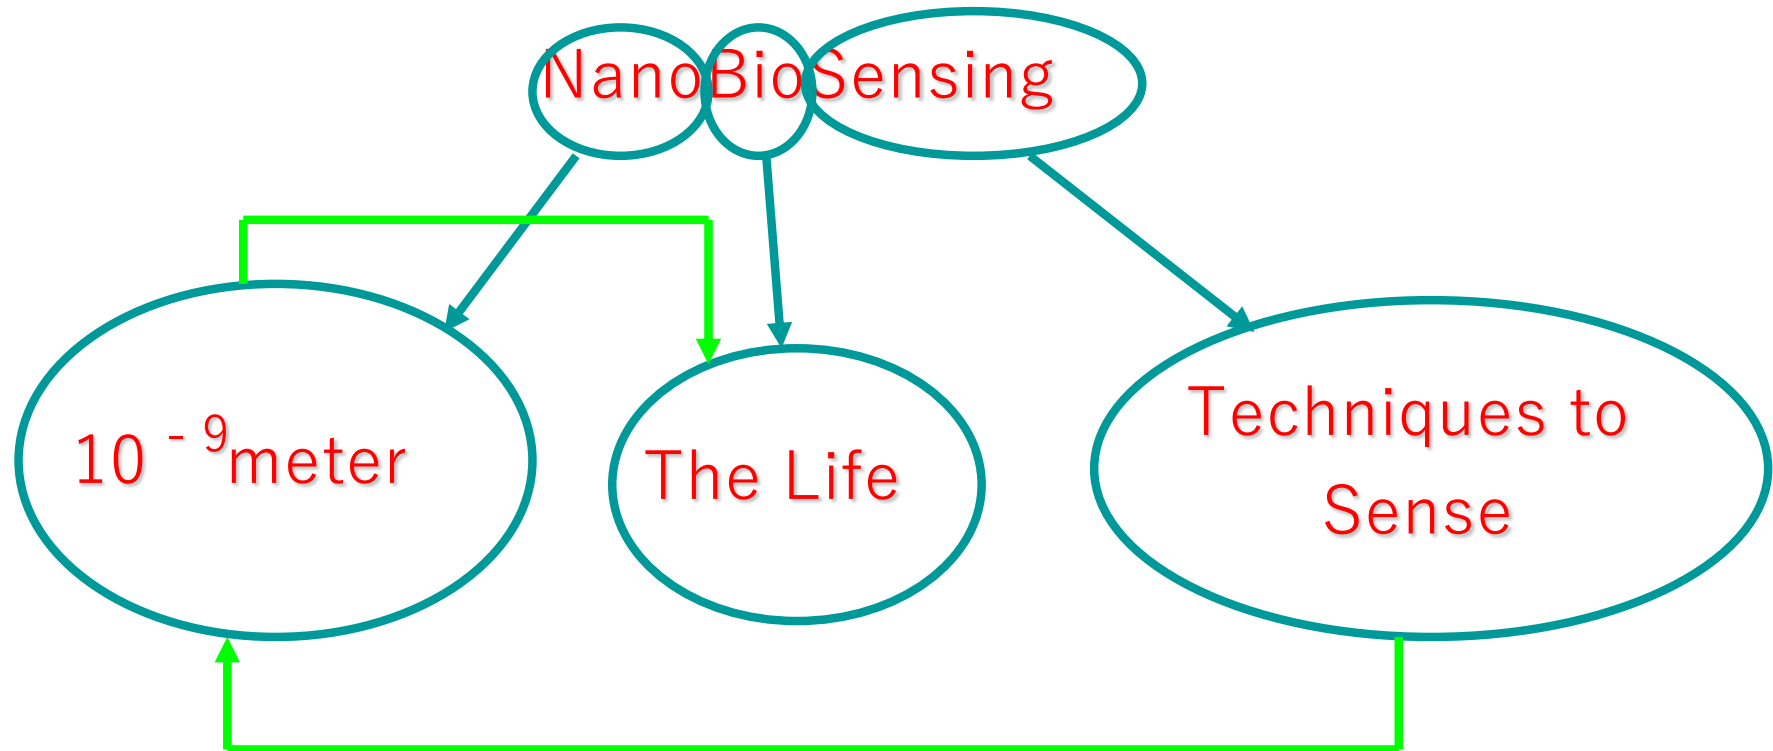 NanoBioSensing
10⁻⁹meter
The Life
Techniques to
Sense